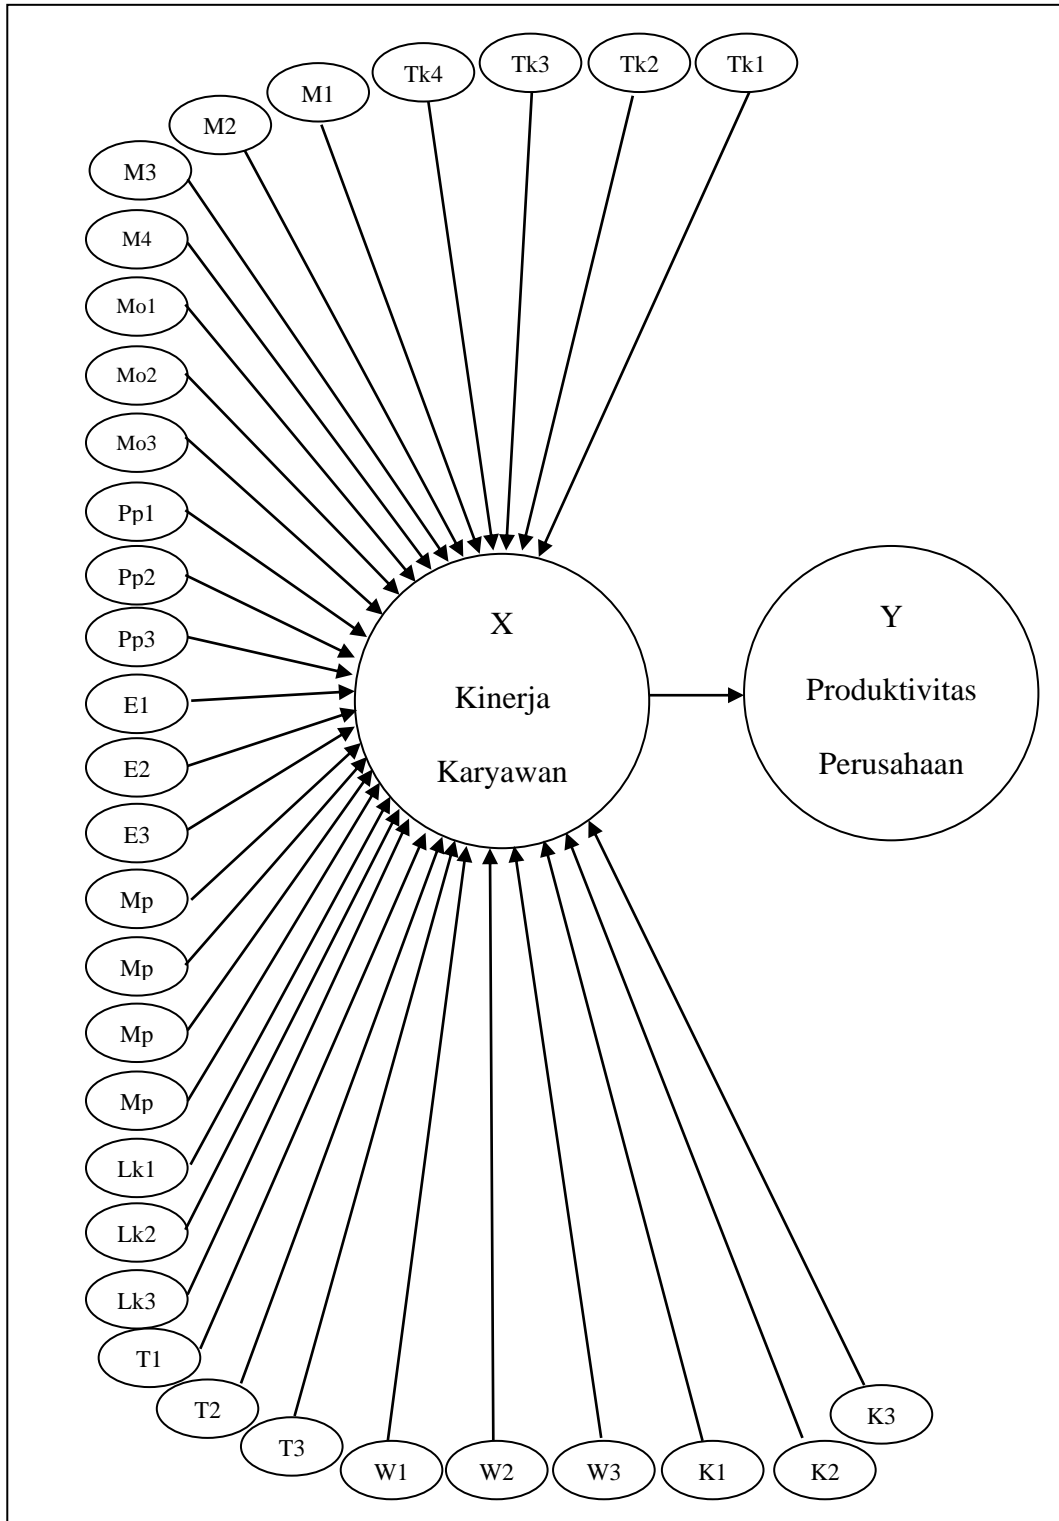 Tk4
Tk3
Tk2
Tk1
M1
M2
M3
M4
Mo1
Mo2
Mo3
Pp1
Pp2
Pp3
E1
E2
E3
Mp
Mp
Mp
Mp
Lk1
Lk2
Lk3
T1
T2
T3
W1
W2
W3
K1
K2
K3
X
Kinerja
Karyawan
Y
Produktivitas
Perusahaan